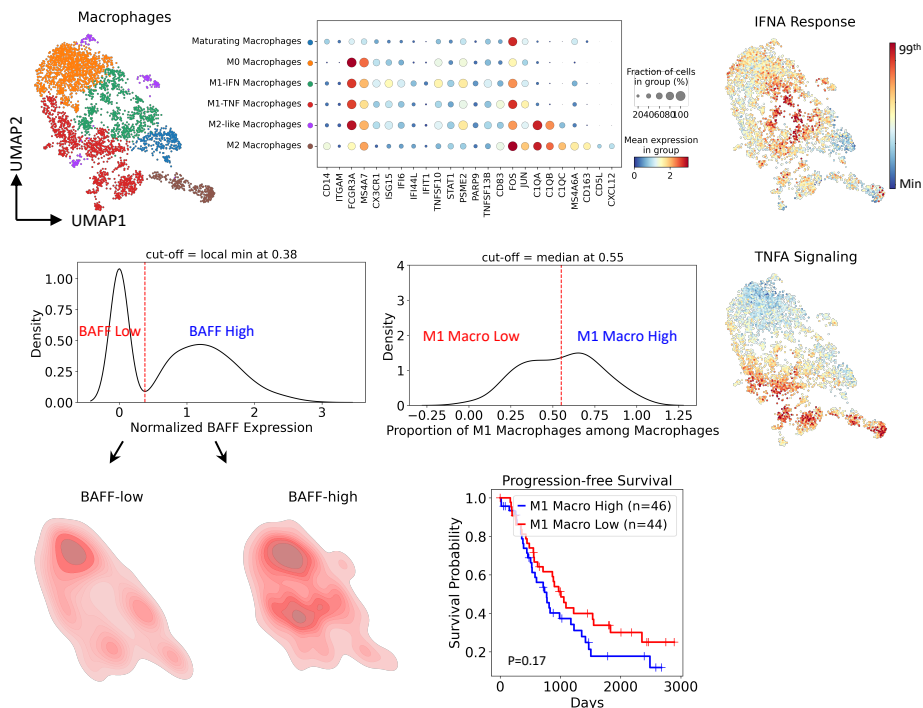 Macrophages
UMAP2
UMAP1
Maturating Macrophages
M0 Macrophages
M1-IFN Macrophages
M1-TNF Macrophages
M2-like Macrophages
M2 Macrophages
CD14
ITGAM
FCGR3A
MS4A7
CX3CR1
ISG15
IFI6
IFI44L
IFIT1
TNFSF10
STAT1
PSME2
PARP9
TNFSF13B
CD83
FOS
JUN
C1QA
C1QB
C1QC
MS4A6A
CD163
CD5L
CXCL12
Fraction of cells
in group (%)
20406080100
Mean expression
in group
0 2
IFNA Response
99th
Min
cut-off = local min at 0.38
Density
1.00
0.75
0.50
0.25
0.00
BAFF Low
BAFF High
0 1 2 3
Normalized BAFF Expression
cut-off = median at 0.55
Density
4
3
2
1
0
M1 Macro Low
M1 Macro High
−0.25 0.00 0.25 0.50 0.75 1.00 1.25
Proportion of M1 Macrophages among Macrophages
TNFA Signaling
BAFF-low
BAFF-high
Progression-free Survival
Survival Probability
1.0
0.8
0.6
0.4
0.2
M1 Macro High (n=46)
M1 Macro Low (n=44)
P=0.17
0 1000 2000 3000
Days